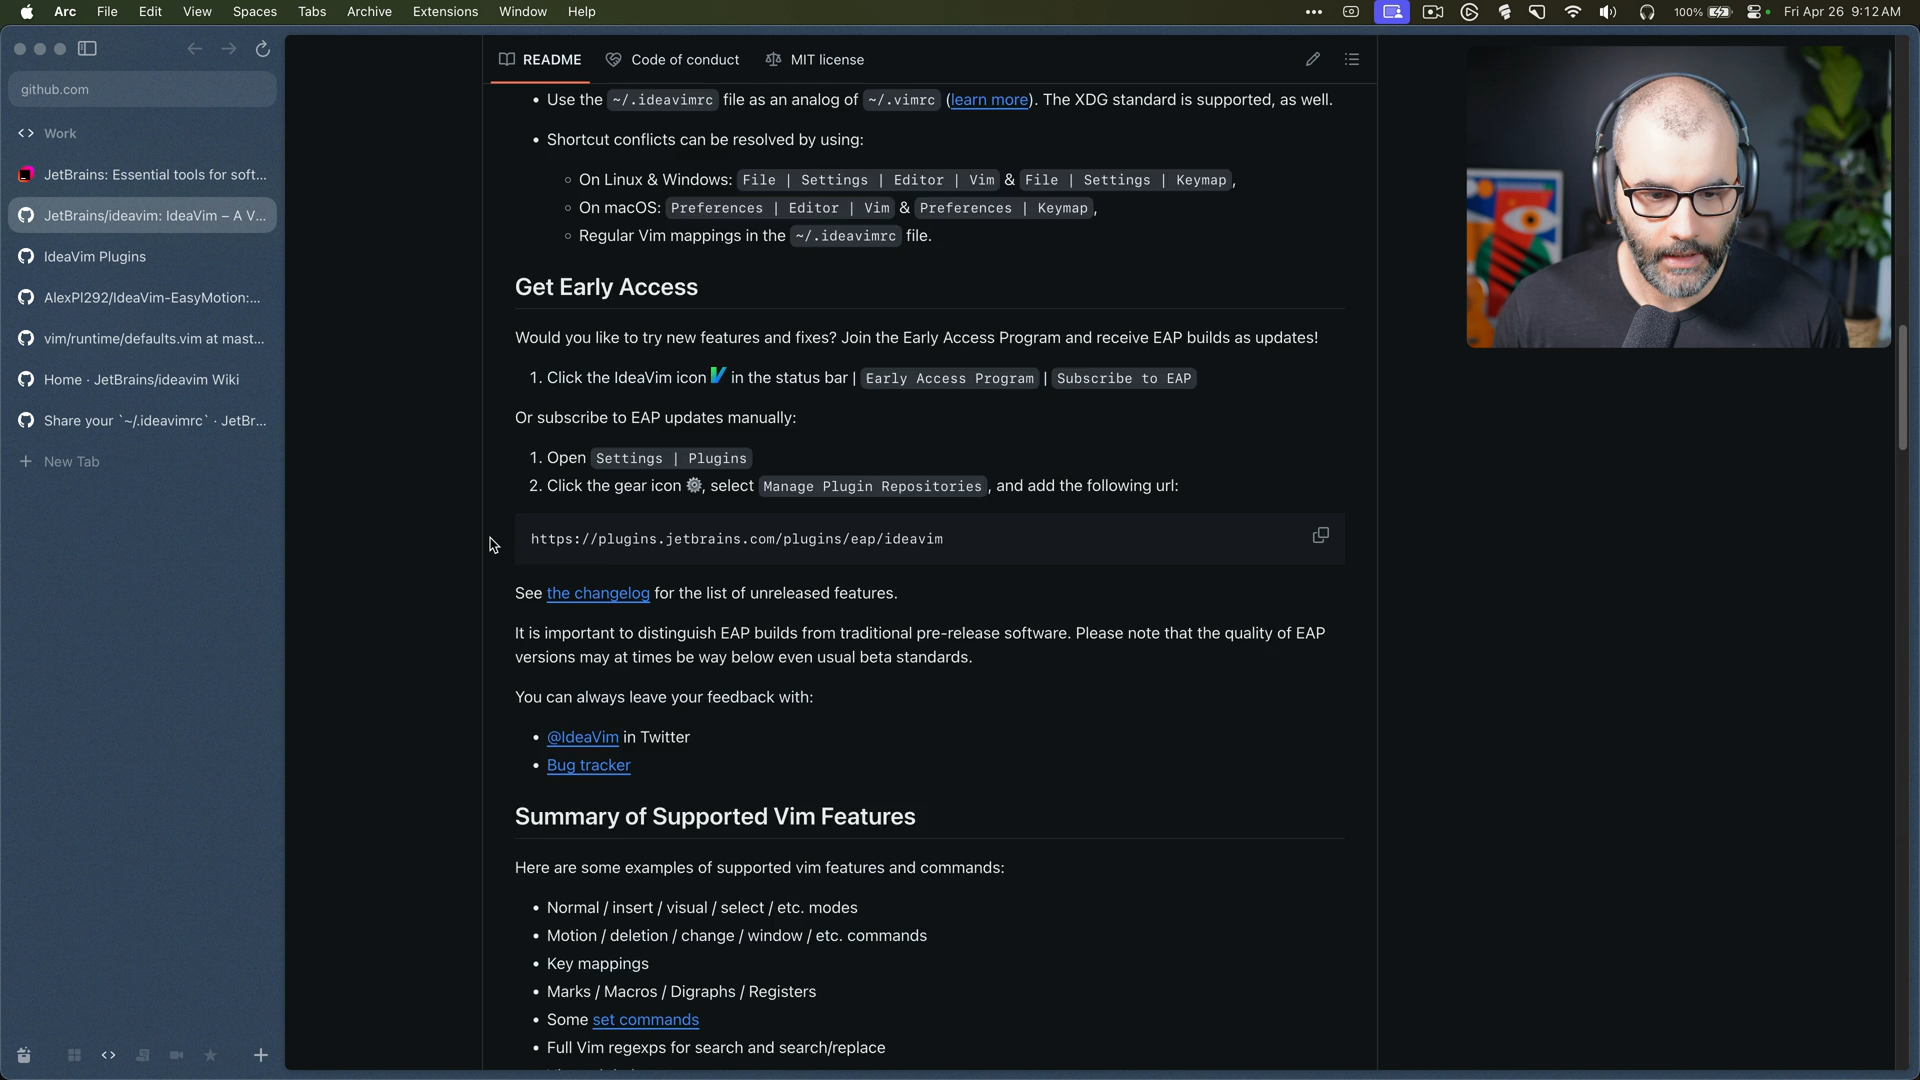 Arc File Edit View Spaces Tabs Archive Extensions Window Help
100% Fri Apr 26 9:12 AM
github.com
Work
JetBrains: Essential tools for soft...
JetBrains/ideavim: IdeaVim – A V...
IdeaVim Plugins
AlexPl292/IdeaVim-EasyMotion:...
vim/runtime/defaults.vim at mast...
Home · JetBrains/ideavim Wiki
Share your `~/.ideavimrc` · JetBr...
New Tab
README Code of conduct MIT license
• Use the ~/.ideavimrc file as an analog of ~/.vimrc (learn more). The XDG standard is supported, as well.
• Shortcut conflicts can be resolved by using:
◦ On Linux & Windows: File | Settings | Editor | Vim & File | Settings | Keymap,
◦ On macOS: Preferences | Editor | Vim & Preferences | Keymap,
◦ Regular Vim mappings in the ~/.ideavimrc file.
Get Early Access
Would you like to try new features and fixes? Join the Early Access Program and receive EAP builds as updates!
1. Click the IdeaVim icon in the status bar | Early Access Program | Subscribe to EAP
Or subscribe to EAP updates manually:
1. Open Settings | Plugins
2. Click the gear icon ⚙, select Manage Plugin Repositories, and add the following url:
https://plugins.jetbrains.com/plugins/eap/ideavim
See the changelog for the list of unreleased features.
It is important to distinguish EAP builds from traditional pre-release software. Please note that the quality of EAP
versions may at times be way below even usual beta standards.
You can always leave your feedback with:
• @IdeaVim in Twitter
• Bug tracker
Summary of Supported Vim Features
Here are some examples of supported vim features and commands:
• Normal / insert / visual / select / etc. modes
• Motion / deletion / change / window / etc. commands
• Key mappings
• Marks / Macros / Digraphs / Registers
• Some set commands
• Full Vim regexps for search and search/replace